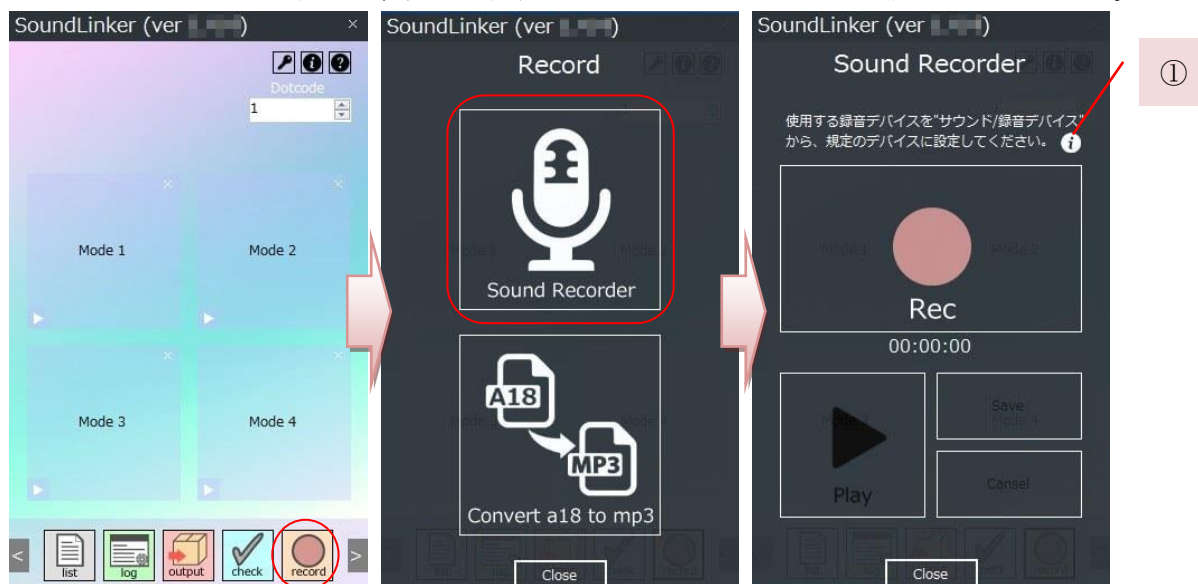 SoundLinker (ver
)
×
Dotcode
1
×
×
Mode 1
Mode 2
×
×
Mode 3
Mode 4
<
list
log
output
check
record
>
SoundLinker (ver
)
Record
Sound Recorder
A18
MP3
Convert a18 to mp3
Close
SoundLinker (ver
)
Sound Recorder
使用する録音デバイスを"サウンド/録音デバイス"
から、規定のデバイスに設定してください。 i
Rec
00:00:00
Play
Save
Cansel
Close
①